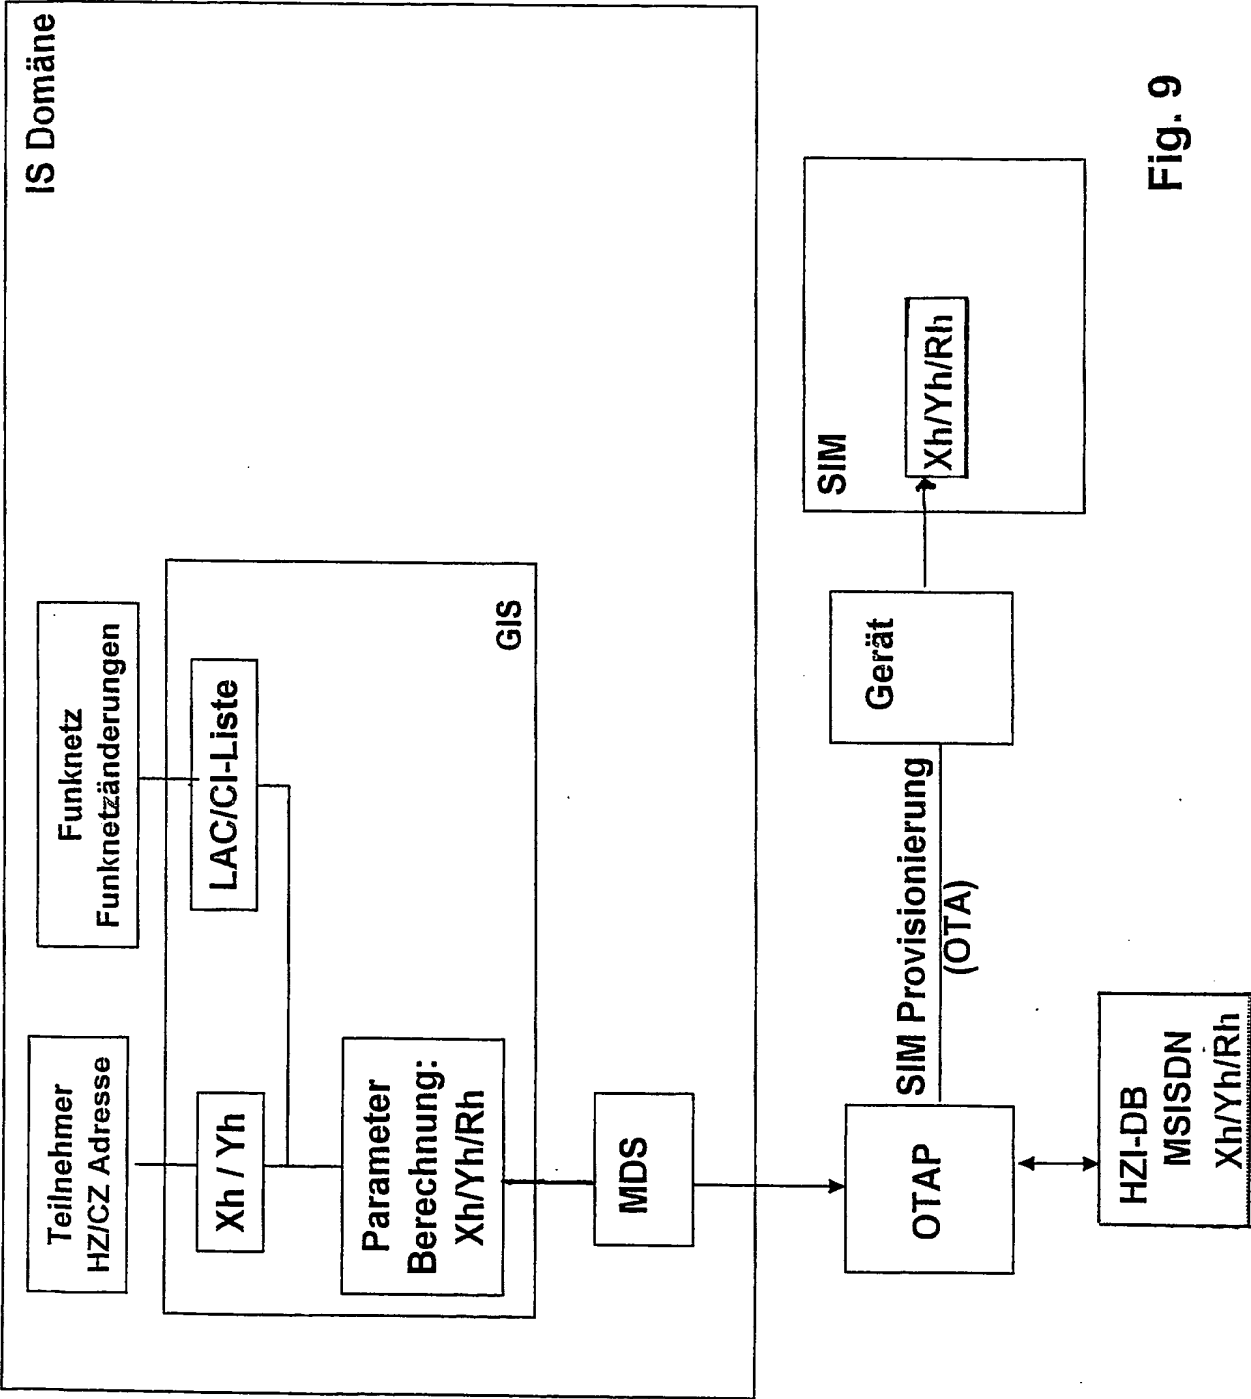 IS Domäne
Teilnehmer
HZ/CZ Adresse
Funknetz
Funknetzänderungen
Xh / Yh
LAC/CI-Liste
Parameter
Berechnung:
Xh/Yh/Rh
GIS
MDS
OTAP
SIM Provisionierung
(OTA)
Gerät
SIM
Xh/Yh/Rh
HZI-DB
MSISDN
Xh/Yh/Rh
Fig. 9